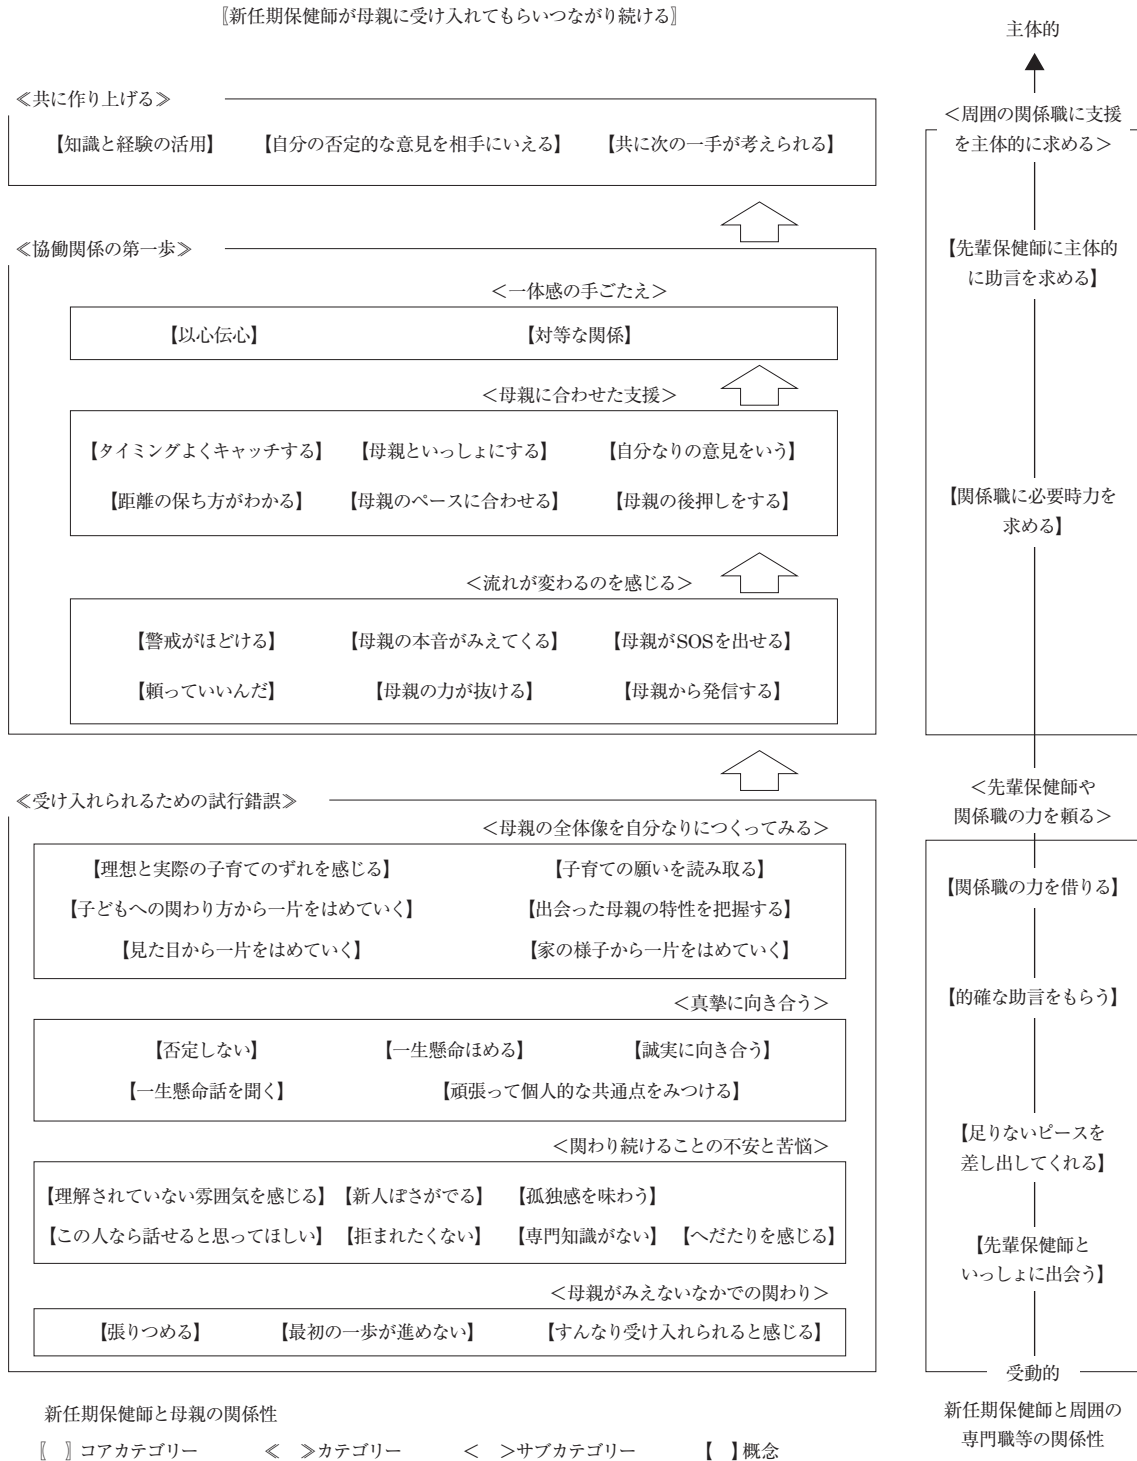 〚新任期保健師が母親に受け入れてもらいつながり続ける〛
≪共に作り上げる≫
【知識と経験の活用】 【自分の否定的な意見を相手にいえる】 【共に次の一手が考えられる】
≪協働関係の第一歩≫
＜一体感の手ごたえ＞
【以心伝心】 【対等な関係】
＜母親に合わせた支援＞
【タイミングよくキャッチする】 【母親といっしょにする】 【自分なりの意見をいう】
【距離の保ち方がわかる】 【母親のペースに合わせる】 【母親の後押しをする】
＜流れが変わるのを感じる＞
【警戒がほどける】 【母親の本音がみえてくる】 【母親がSOSを出せる】
【頼っていいんだ】 【母親の力が抜ける】 【母親から発信する】
≪受け入れられるための試行錯誤≫
＜母親の全体像を自分なりにつくってみる＞
【理想と実際の子育てのずれを感じる】 【子育ての願いを読み取る】
【子どもへの関わり方から一片をはめていく】 【出会った母親の特性を把握する】
【見た目から一片をはめていく】 【家の様子から一片をはめていく】
＜真摯に向き合う＞
【否定しない】 【一生懸命ほめる】 【誠実に向き合う】
【一生懸命話を聞く】 【頑張って個人的な共通点をみつける】
＜関わり続けることの不安と苦悩＞
【理解されていない雰囲気を感じる】 【新人ぽさがでる】 【孤独感を味わう】
【この人なら話せると思ってほしい】 【拒まれたくない】 【専門知識がない】 【へだたりを感じる】
＜母親がみえないなかでの関わり＞
【張りつめる】 【最初の一歩が進めない】 【すんなり受け入れられると感じる】
新任期保健師と母親の関係性
〚　〛コアカテゴリー ≪　≫カテゴリー ＜　＞サブカテゴリー 【　】概念
主体的
＜周囲の関係職に支援
を主体的に求める＞
【先輩保健師に主体的
に助言を求める】
【関係職に必要時力を
求める】
＜先輩保健師や
関係職の力を頼る＞
【関係職の力を借りる】
【的確な助言をもらう】
【足りないピースを
差し出してくれる】
【先輩保健師と
いっしょに出会う】
受動的
新任期保健師と周囲の
専門職等の関係性